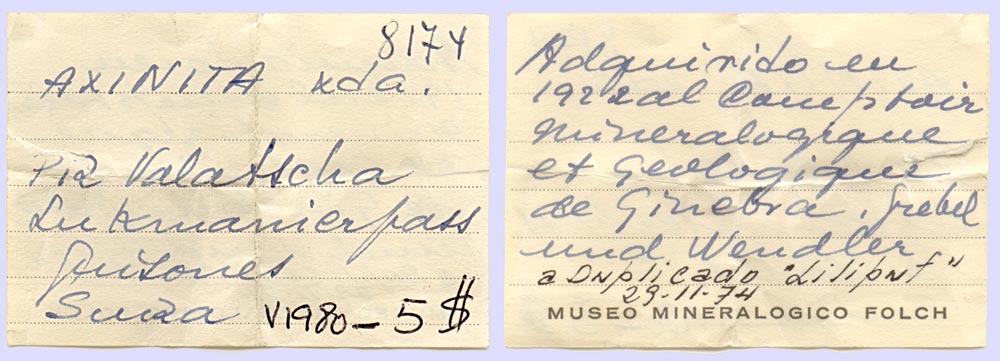 8174
AXINITA xda.
Piz Valatscha
Lukmanierpass
Grisones
Suiza V1980 - 5 $
Adquirido en
1922 al Comptoir
Mineralogique
et Geologique
de Ginebra. Grebel
und Wendler
a Duplicado "Liliput"
29-11-74
MUSEO MINERALOGICO FOLCH